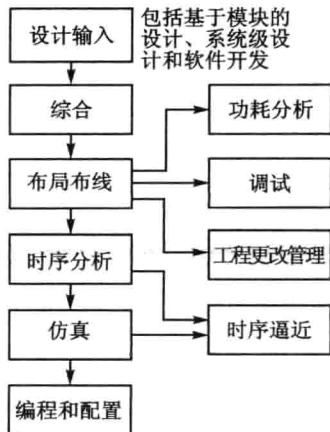 设计输入
包括基于模块的
设计、系统级设
计和软件开发
综合
功耗分析
布局布线
调试
时序分析
工程更改管理
仿真
时序逼近
编程和配置